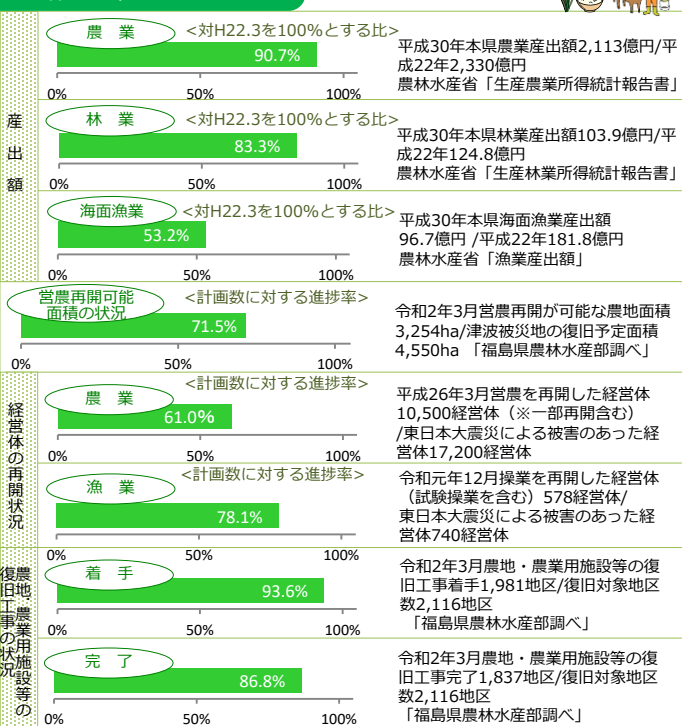 産出額
農　業
<対H22.3を100%とする比>
90.7%
0%
50%
100%
平成30年本県農業産出額2,113億円/平
成22年2,330億円
農林水産省「生産農業所得統計報告書」
林　業
<対H22.3を100%とする比>
83.3%
0%
50%
100%
平成30年本県林業産出額103.9億円/平
成22年124.8億円
農林水産省「生産林業所得統計報告書」
海面漁業
<対H22.3を100%とする比>
53.2%
0%
50%
100%
平成30年本県海面漁業産出額
96.7億円 /平成22年181.8億円
農林水産省「漁業産出額」
営農再開可能
面積の状況
<計画数に対する進捗率>
71.5%
0%
50%
100%
令和2年3月営農再開が可能な農地面積
3,254ha/津波被災地の復旧予定面積
4,550ha 「福島県農林水産部調べ」
経営体の再開状況
農　業
<計画数に対する進捗率>
61.0%
0%
50%
100%
平成26年3月営農を再開した経営体
10,500経営体（※一部再開含む）
/東日本大震災による被害のあった経
営体17,200経営体
漁　業
<計画数に対する進捗率>
78.1%
0%
50%
100%
令和元年12月操業を再開した経営体
（試験操業を含む）578経営体/
東日本大震災による被害のあった経
営体740経営体
農地、農業用施設等の
復旧工事の状況
着　手
93.6%
0%
50%
100%
令和2年3月農地・農業用施設等の復
旧工事着手1,981地区/復旧対象地区
数2,116地区
「福島県農林水産部調べ」
完　了
86.8%
0%
50%
100%
令和2年3月農地・農業用施設等の復
旧工事完了1,837地区/復旧対象地区
数2,116地区
「福島県農林水産部調べ」